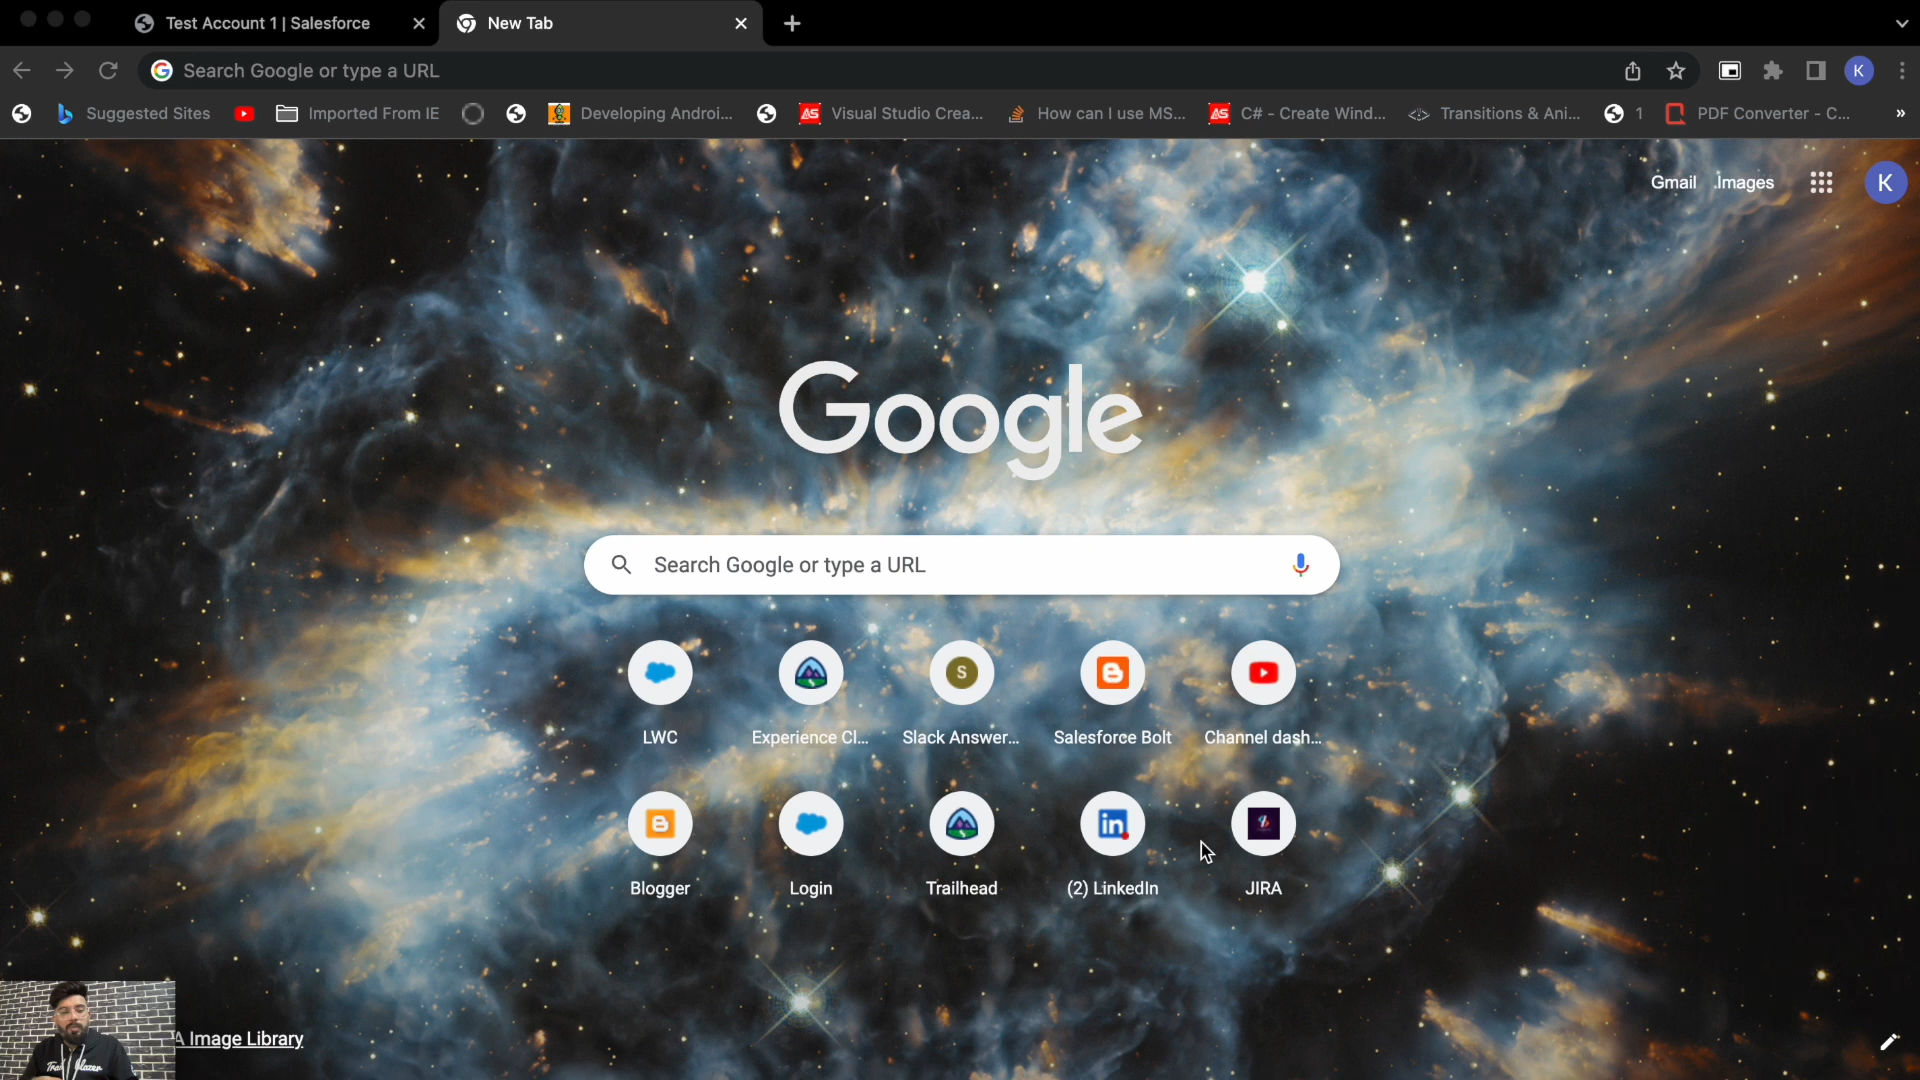 Test Account 1 | Salesforce
New Tab
Search Google or type a URL
K
Suggested Sites
Imported From IE
Developing Androi...
Visual Studio Crea...
How can I use MS...
C# - Create Wind...
Transitions & Ani...
1
PDF Converter - C...
»
Gmail
Images
K
Google
Search Google or type a URL
S
LWC
Experience Cl...
Slack Answer...
Salesforce Bolt
Channel dash...
in
Blogger
Login
Trailhead
(2) LinkedIn
JIRA
A Image Library